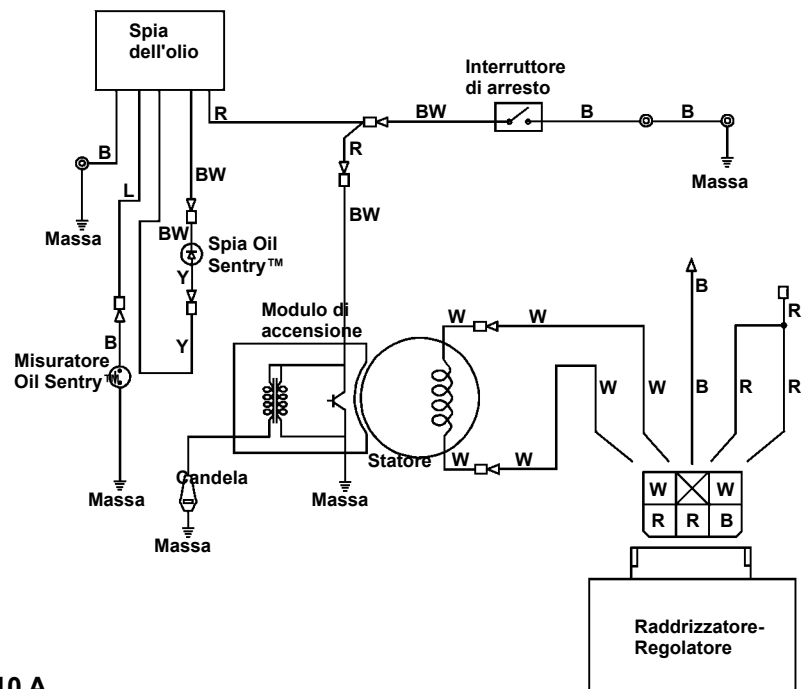 Spia
dell'olio
Interruttore
di arresto
R
BW
B
B
R
Massa
B
L
BW
Massa
BW
BW
Spia Oil
Sentry™
Y
Modulo di
accensione
B
Y
Misuratore
Oil Sentry™
W
W
B
R
W
W
B
R
R
Statore
W
W
Candela
Massa
Massa
Massa
W
W
R
R
B
Raddrizzatore-
Regolatore